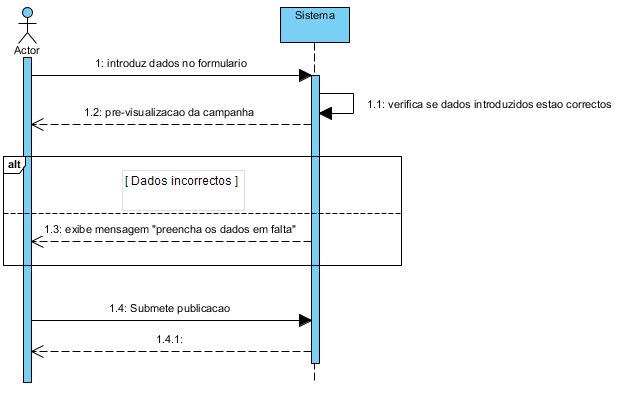 Sistema
Actor
1: introduz dados no formulario
1.1: verifica se dados introduzidos estao correctos
1.2: pre-visualizacao da campanha
alt
[ Dados incorrectos ]
1.3: exibe mensagem "preencha os dados em falta"
1.4: Submete publicacao
1.4.1: